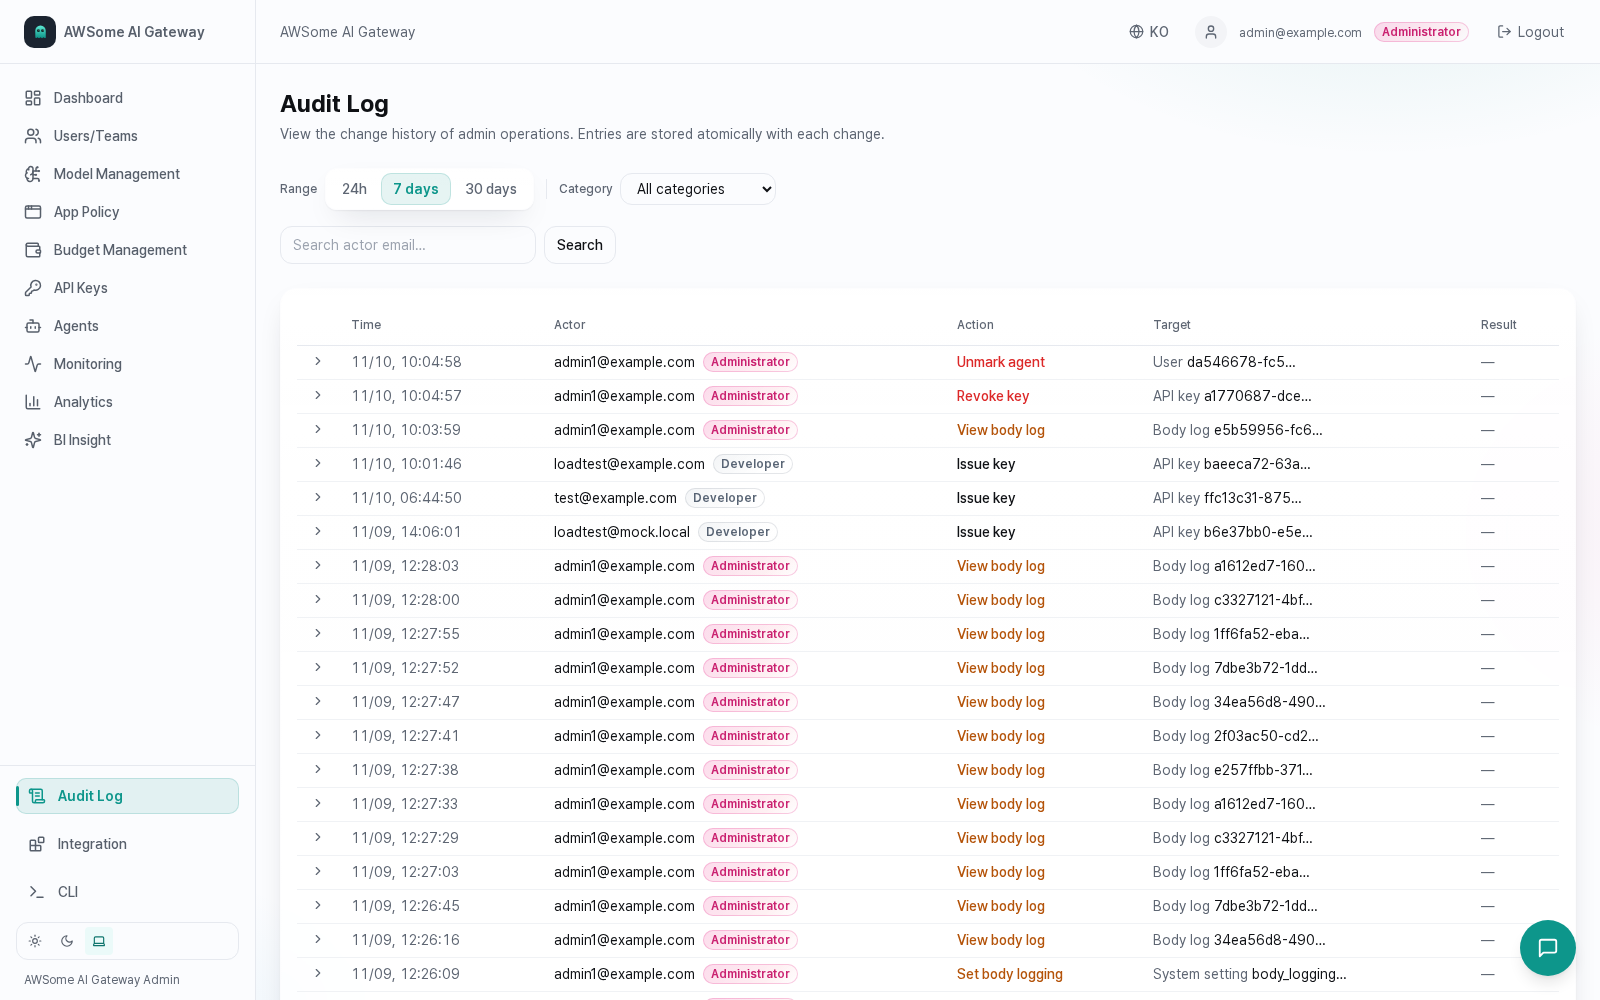 AWSome AI Gateway
AWSome AI Gateway
KO
admin@example.com
Administrator
Logout
Dashboard
Users/Teams
Model Management
App Policy
Budget Management
API Keys
Agents
Monitoring
Analytics
BI Insight
Audit Log
Integration
CLI
AWSome AI Gateway Admin
Audit Log
View the change history of admin operations. Entries are stored atomically with each change.
Range 24h 7 days 30 days Category All categories
Search actor email... Search
Time Actor Action Target Result
11/10, 10:04:58 admin1@example.com Administrator Unmark agent User da546678-fc5... —
11/10, 10:04:57 admin1@example.com Administrator Revoke key API key a1770687-dce... —
11/10, 10:03:59 admin1@example.com Administrator View body log Body log e5b59956-fc6... —
11/10, 10:01:46 loadtest@example.com Developer Issue key API key baeeca72-63a... —
11/10, 06:44:50 test@example.com Developer Issue key API key ffc13c31-875... —
11/09, 14:06:01 loadtest@mock.local Developer Issue key API key b6e37bb0-e5e... —
11/09, 12:28:03 admin1@example.com Administrator View body log Body log a1612ed7-160... —
11/09, 12:28:00 admin1@example.com Administrator View body log Body log c3327121-4bf... —
11/09, 12:27:55 admin1@example.com Administrator View body log Body log 1ff6fa52-eba... —
11/09, 12:27:52 admin1@example.com Administrator View body log Body log 7dbe3b72-1dd... —
11/09, 12:27:47 admin1@example.com Administrator View body log Body log 34ea56d8-490... —
11/09, 12:27:41 admin1@example.com Administrator View body log Body log 2f03ac50-cd2... —
11/09, 12:27:38 admin1@example.com Administrator View body log Body log e257ffbb-371... —
11/09, 12:27:33 admin1@example.com Administrator View body log Body log a1612ed7-160... —
11/09, 12:27:29 admin1@example.com Administrator View body log Body log c3327121-4bf... —
11/09, 12:27:03 admin1@example.com Administrator View body log Body log 1ff6fa52-eba... —
11/09, 12:26:45 admin1@example.com Administrator View body log Body log 7dbe3b72-1dd... —
11/09, 12:26:16 admin1@example.com Administrator View body log Body log 34ea56d8-490... —
11/09, 12:26:09 admin1@example.com Administrator Set body logging System setting body_logging... —